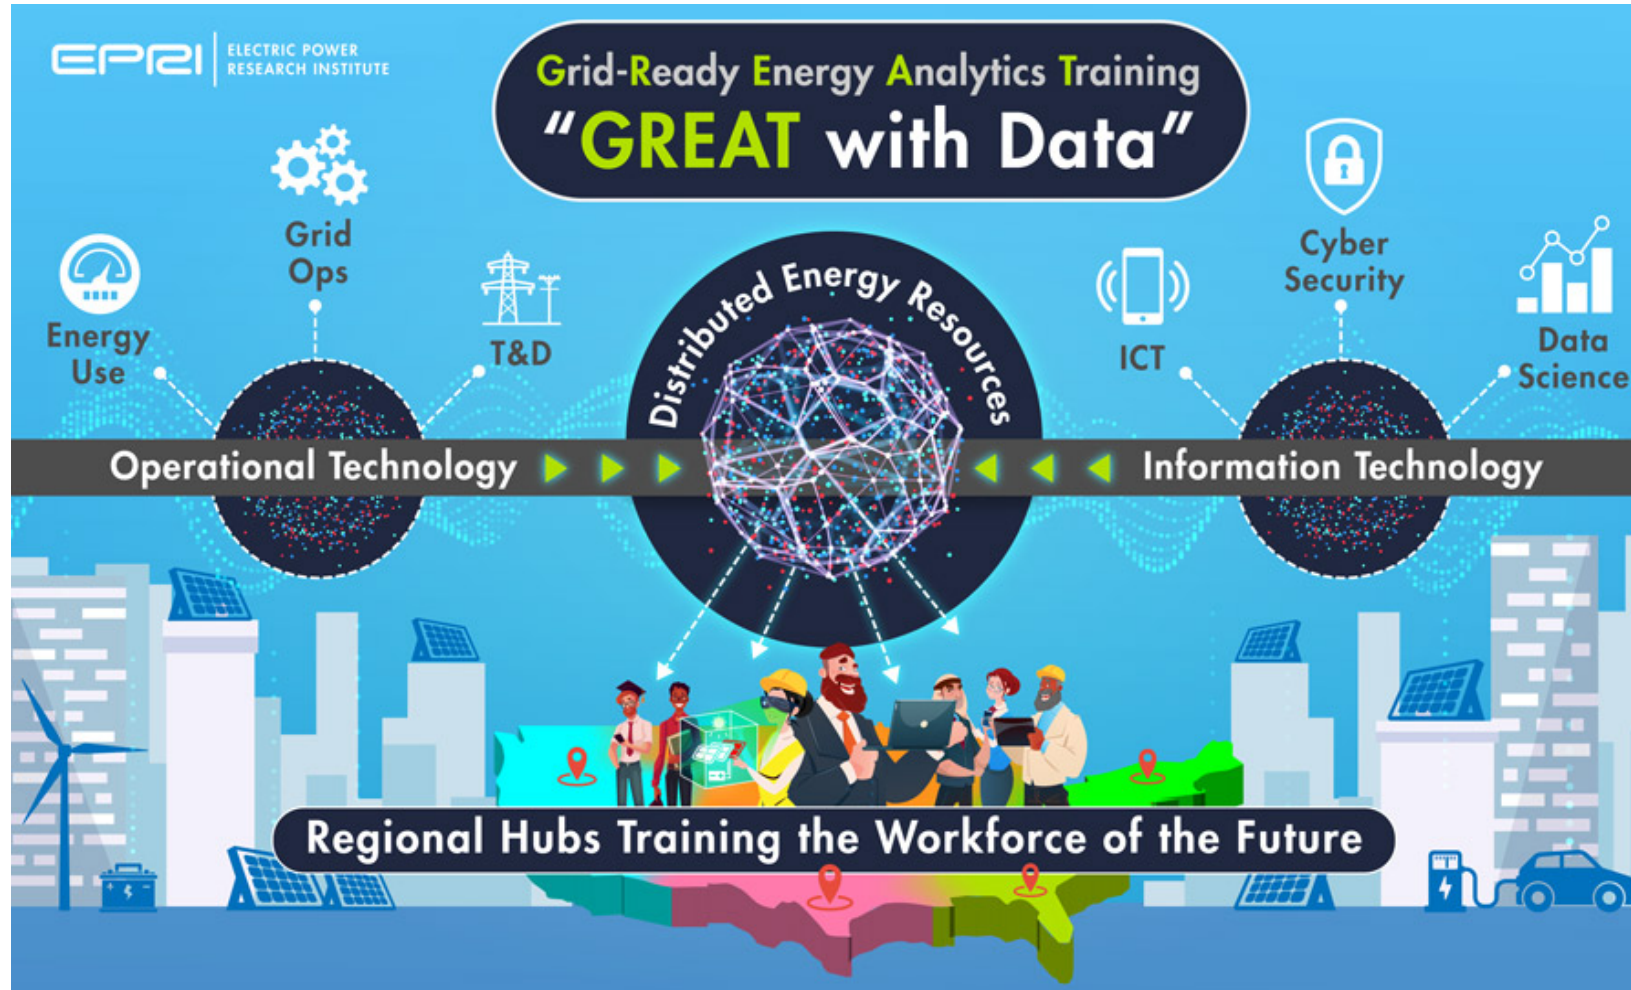 EPRI
ELECTRIC POWER
RESEARCH INSTITUTE
Grid-Ready Energy Analytics Training
"GREAT with Data"
Grid
Ops
Energy
Use
T&D
Distributed Energy Resources
ICT
Cyber
Security
Data
Science
Operational Technology
Information Technology
Regional Hubs Training the Workforce of the Future